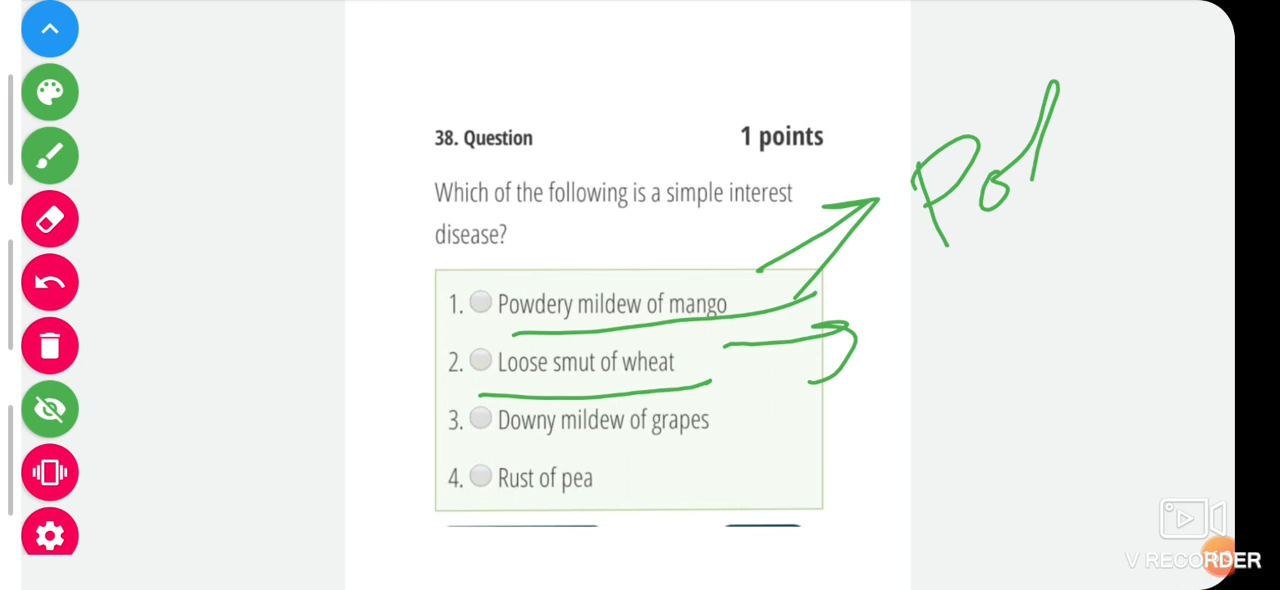 38. Question 1 points
Which of the following is a simple interest
disease?
1. Powdery mildew of mango
2. Loose smut of wheat
3. Downy mildew of grapes
4. Rust of pea
Pol
V RECORDER